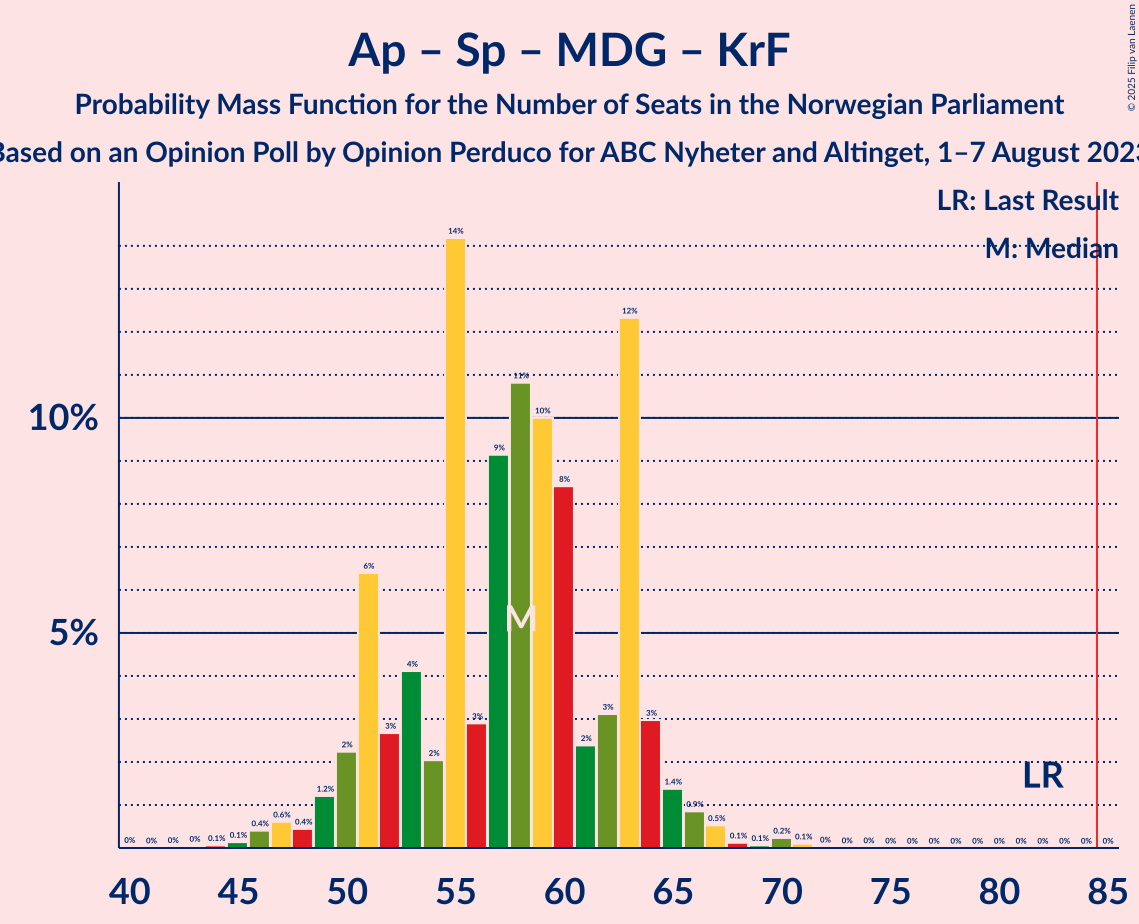 Ap – Sp – MDG – KrF
Probability Mass Function for the Number of Seats in the Norwegian Parliament
Based on an Opinion Poll by Opinion Perduco for ABC Nyheter and Altinget, 1–7 August 2023
© 2025 Filip van Laenen
LR: Last Result
M: Median
10%
5%
0% 0% 0% 0% 0.1% 0.1% 0.4% 0.6% 0.4% 1.2% 2% 6% 3% 4% 2% 14% 3% 9% 11% 10% 8% 2% 3% 12% 3% 1.4% 0.9% 0.5% 0.1% 0.1% 0.2% 0.1% 0% 0% 0% 0% 0% 0% 0% 0% 0% 0% 0% 0% 0% 0%
M
LR
40 45 50 55 60 65 70 75 80 85